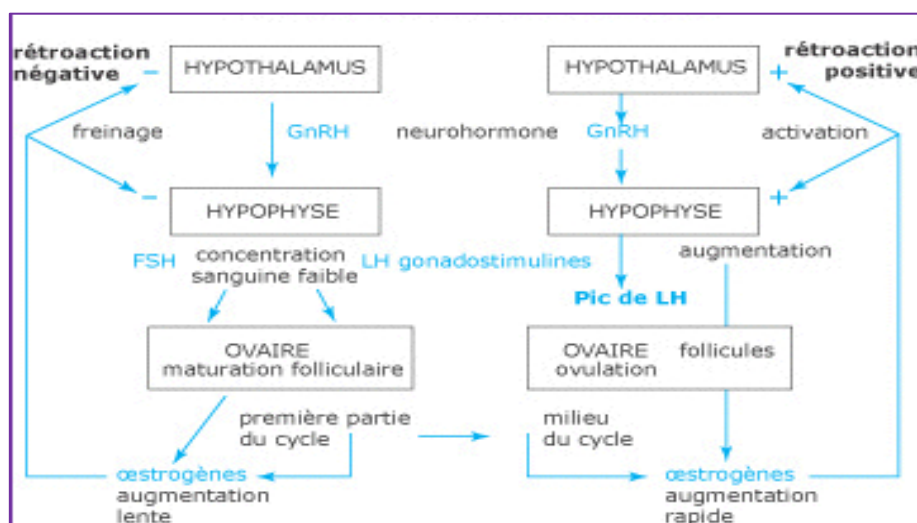 rétroaction
négative
–
HYPOTHALAMUS
freinage
GnRH
neurohormone
–
HYPOPHYSE
FSH
concentration
sanguine faible
LH gonadostimulines
OVAIRE
maturation folliculaire
première partie
du cycle
œstrogènes
augmentation
lente
HYPOTHALAMUS
+
rétroaction
positive
GnRH
activation
HYPOPHYSE
+
augmentation
Pic de LH
OVAIRE
ovulation
follicules
milieu
du cycle
œstrogènes
augmentation
rapide